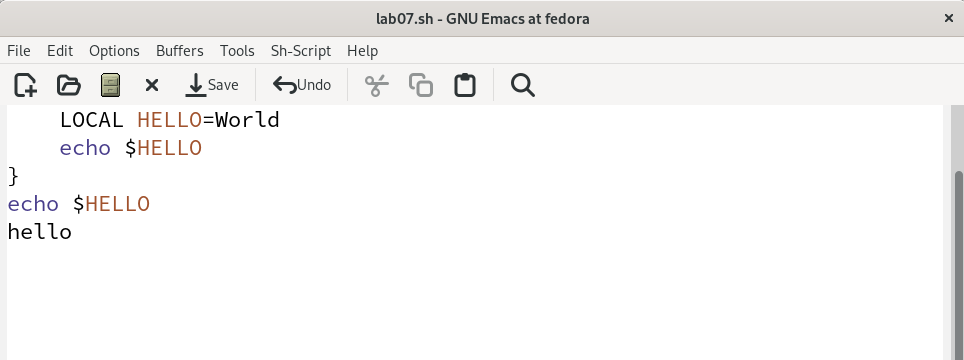 lab07.sh - GNU Emacs at fedora
File Edit Options Buffers Tools Sh-Script Help
Save Undo
LOCAL HELLO=World
echo $HELLO
}
echo $HELLO
hello